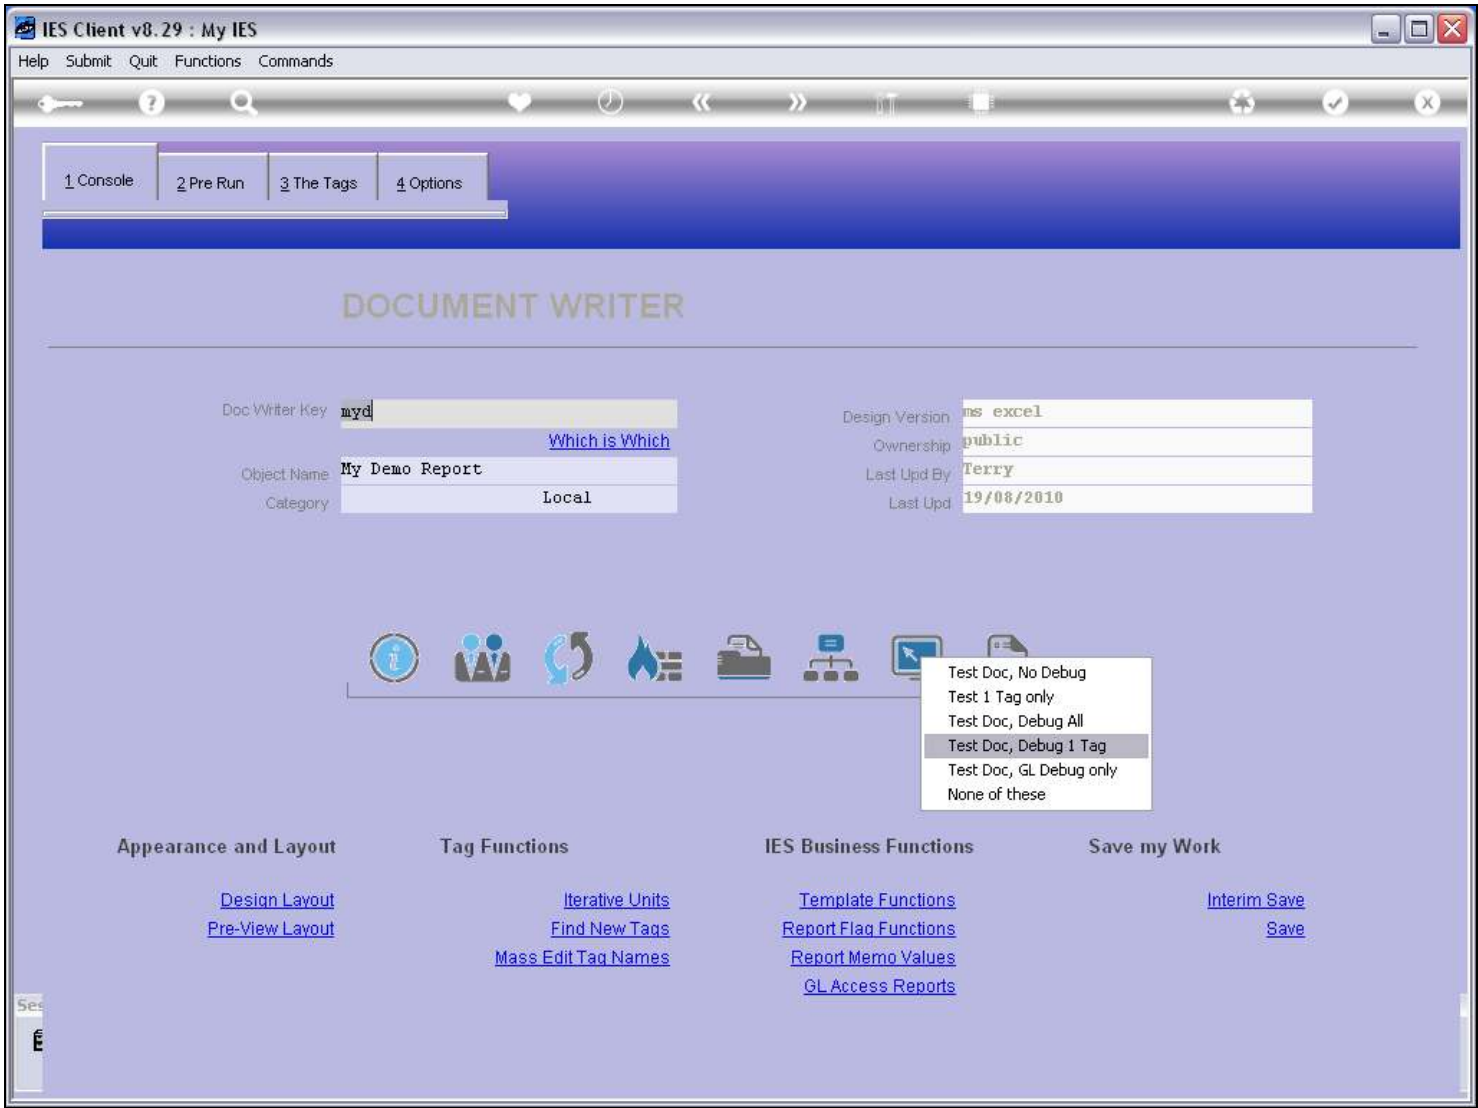 IES Client v8.29 : My IES
Help Submit Quit Functions Commands
1 Console 2 Pre Run 3 The Tags 4 Options
DOCUMENT WRITER
Doc Writer Key myd
Design Version ms excel
Which is Which
Ownership public
Object Name My Demo Report
Last Upd By Terry
Category Local
Last Upd 19/08/2010
Test Doc, No Debug
Test 1 Tag only
Test Doc, Debug All
Test Doc, Debug 1 Tag
Test Doc, GL Debug only
None of these
Appearance and Layout Tag Functions IES Business Functions Save my Work
Design Layout Iterative Units Template Functions Interim Save
Pre-View Layout Find New Tags Report Flag Functions Save
Mass Edit Tag Names Report Memo Values
GL Access Reports
Ses